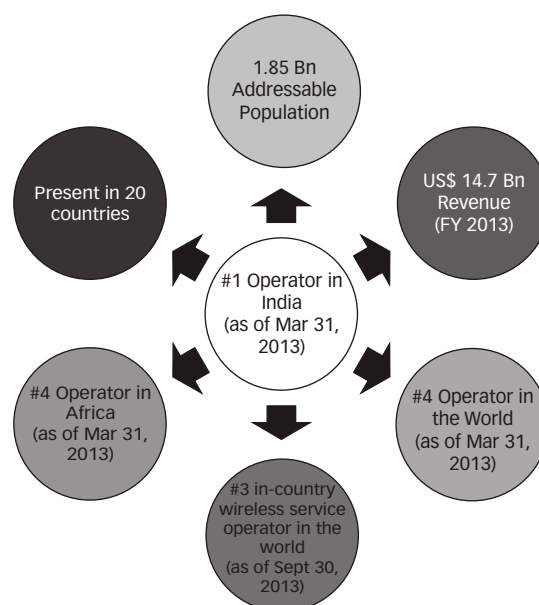 1.85 Bn
Addressable
Population
Present in 20
countries
US$ 14.7 Bn
Revenue
(FY 2013)
#1 Operator in
India
(as of Mar 31,
2013)
#4 Operator in
Africa
(as of Mar 31,
2013)
#4 Operator in
the World
(as of Mar 31,
2013)
#3 in-country
wireless service
operator in the
world
(as of Sept 30,
2013)